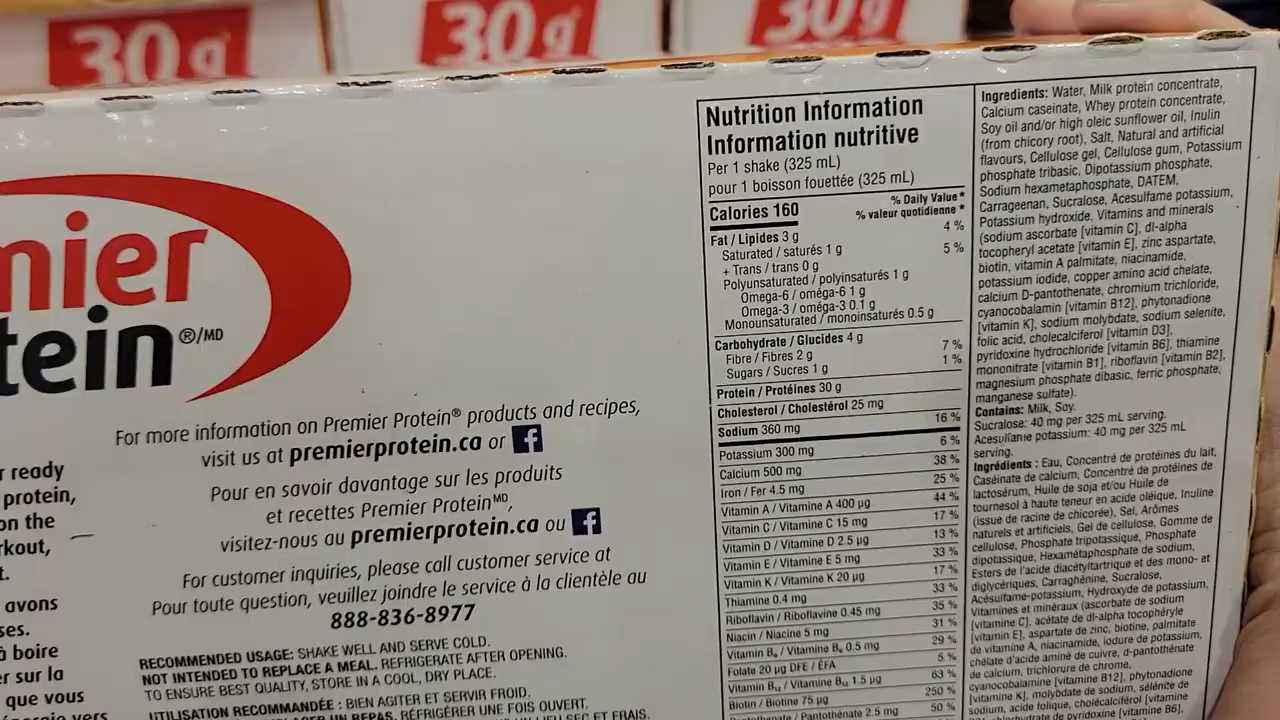 30g
30g
30g
mier
tein®/MD
For more information on Premier Protein® products and recipes,
visit us at premierprotein.ca or f
Pour en savoir davantage sur les produits
et recettes Premier Protein MD,
visitez-nous au premierprotein.ca ou f
For customer inquiries, please call customer service at
Pour toute question, veuillez joindre le service à la clientèle au
888-836-8977
RECOMMENDED USAGE: SHAKE WELL AND SERVE COLD.
NOT INTENDED TO REPLACE A MEAL. REFRIGERATE AFTER OPENING.
TO ENSURE BEST QUALITY, STORE IN A COOL, DRY PLACE.
UTILISATION RECOMMANDÉE : BIEN AGITER ET SERVIR FROID.
UN REPAS. RÉFRIGÉRER UNE FOIS OUVERT.
LIEU SEC ET FRAIS.
r ready
protein,
on the
rkout,
t.
avons
ses.
à boire
er sur la
que vous
vers
Nutrition Information
Information nutritive
Per 1 shake (325 mL)
pour 1 boisson fouettée (325 mL)
Calories 160
% Daily Value*
% valeur quotidienne*
Fat / Lipides 3 g 4 %
Saturated / saturés 1 g 5 %
+ Trans / trans 0 g
Polyunsaturated / polyinsaturés 1 g
Omega-6 / oméga-6 1 g
Omega-3 / oméga-3 0.1 g
Monounsaturated / monoinsaturés 0.5 g
Carbohydrate / Glucides 4 g
Fibre / Fibres 2 g 7 %
Sugars / Sucres 1 g 1 %
Protein / Protéines 30 g
Cholesterol / Cholestérol 25 mg
Sodium 360 mg 16 %
Potassium 300 mg 6 %
Calcium 500 mg 38 %
Iron / Fer 4.5 mg 25 %
Vitamin A / Vitamine A 400 µg 44 %
Vitamin C / Vitamine C 15 mg 17 %
Vitamin D / Vitamine D 2.5 µg 13 %
Vitamin E / Vitamine E 5 mg 33 %
Vitamin K / Vitamine K 20 µg 17 %
Thiamine 0.4 mg 33 %
Riboflavin / Riboflavine 0.45 mg 35 %
Niacin / Niacine 5 mg 31 %
Vitamin B₆ / Vitamine B₆ 0.5 mg 29 %
Folate 20 µg DFE / ÉFA 5 %
Vitamin B₁₂ / Vitamine B₁₂ 1.5 µg 63 %
Biotin / Biotine 75 µg 250 %
Pantothenate / Pantothénate 2.5 mg 50 %
Ingredients: Water, Milk protein concentrate,
Calcium caseinate, Whey protein concentrate,
Soy oil and/or high oleic sunflower oil, Inulin
(from chicory root), Salt, Natural and artificial
flavours, Cellulose gel, Cellulose gum, Potassium
phosphate tribasic, Dipotassium phosphate,
Sodium hexametaphosphate, DATEM,
Carrageenan, Sucralose, Acesulfame potassium,
Potassium hydroxide, Vitamins and minerals
(sodium ascorbate [vitamin C], dl-alpha
tocopheryl acetate [vitamin E], zinc aspartate,
biotin, vitamin A palmitate, niacinamide,
potassium iodide, copper amino acid chelate,
calcium D-pantothenate, chromium trichloride,
cyanocobalamin [vitamin B12], phytonadione
[vitamin K], sodium molybdate, sodium selenite,
folic acid, cholecalciferol [vitamin D3],
pyridoxine hydrochloride [vitamin B6], thiamine
mononitrate [vitamin B1], riboflavin [vitamin B2],
magnesium phosphate dibasic, ferric phosphate,
manganese sulfate).
Contains: Milk, Soy.
Sucralose: 40 mg per 325 mL serving.
Acesulfame potassium: 40 mg per 325 mL
serving.
Ingrédients : Eau, Concentré de protéines du lait,
Caséinate de calcium, Concentré de protéines de
lactosérum, Huile de soja et/ou Huile de
tournesol à haute teneur en acide oléique, Inuline
(issue de racine de chicorée), Sel, Arômes
naturels et artificiels, Gel de cellulose, Gomme de
cellulose, Phosphate tripotassique, Phosphate
dipotassique, Hexamétaphosphate de sodium,
Esters de l'acide diacétyltartrique et des mono- et
diglycériques, Carraghénine, Sucralose,
Acésulfame-potassium, Hydroxyde de potassium,
Vitamines et minéraux (ascorbate de sodium
[vitamine C], acétate de dl-alpha tocophéryle
[vitamin E], aspartate de zinc, biotine, palmitate
de vitamine A, niacinamide, iodure de potassium,
chélate d'acide aminé de cuivre, d-pantothénate
de calcium, trichlorure de chrome,
cyanocobalamine [vitamine B12], phytonadione
[vitamine K], molybdate de sodium, sélénite de
sodium, acide folique, cholécalciférol [vitamine
chlorhydrate de pyridoxine [vitamine B6],